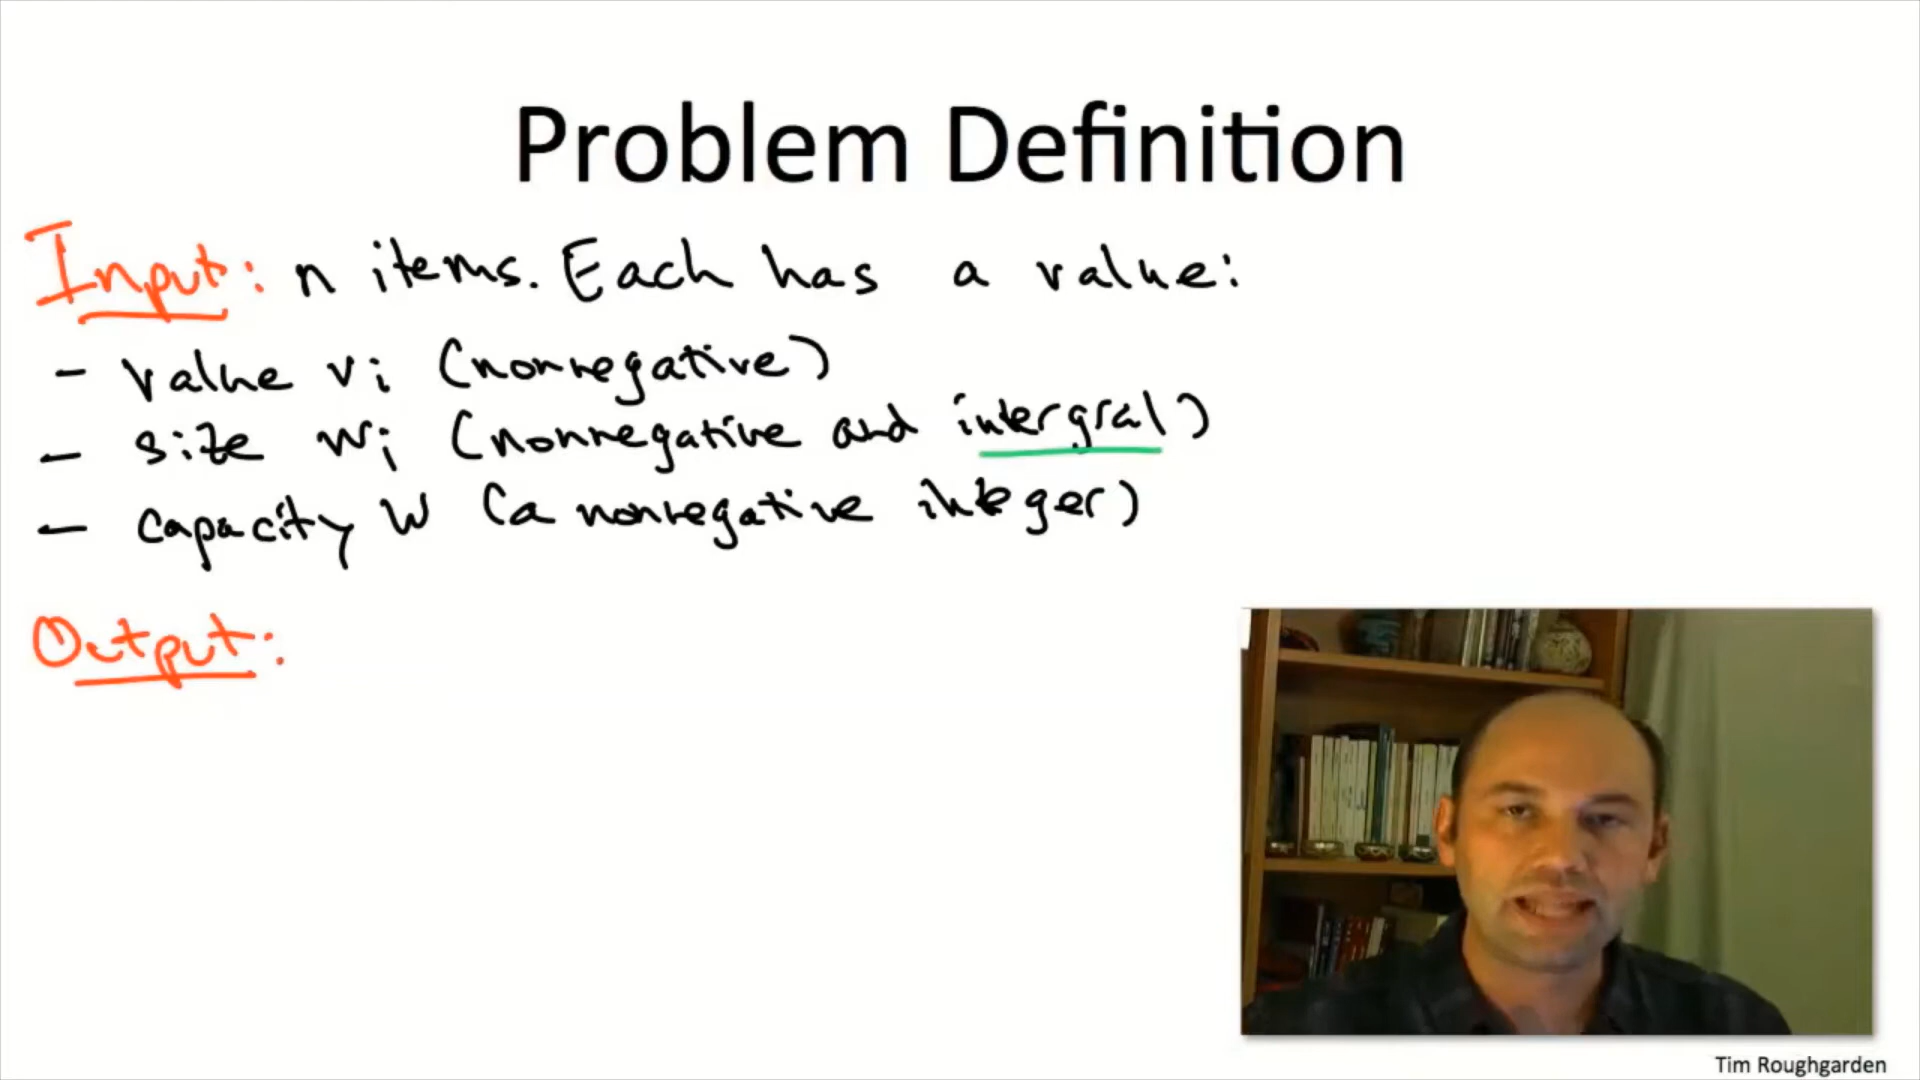 Problem Definition
Input: n items. Each has a value:
- value vi (nonnegative)
- size wi (nonnegative and intergral)
- capacity W (a nonnegative integer)
Output:
Tim Roughgarden